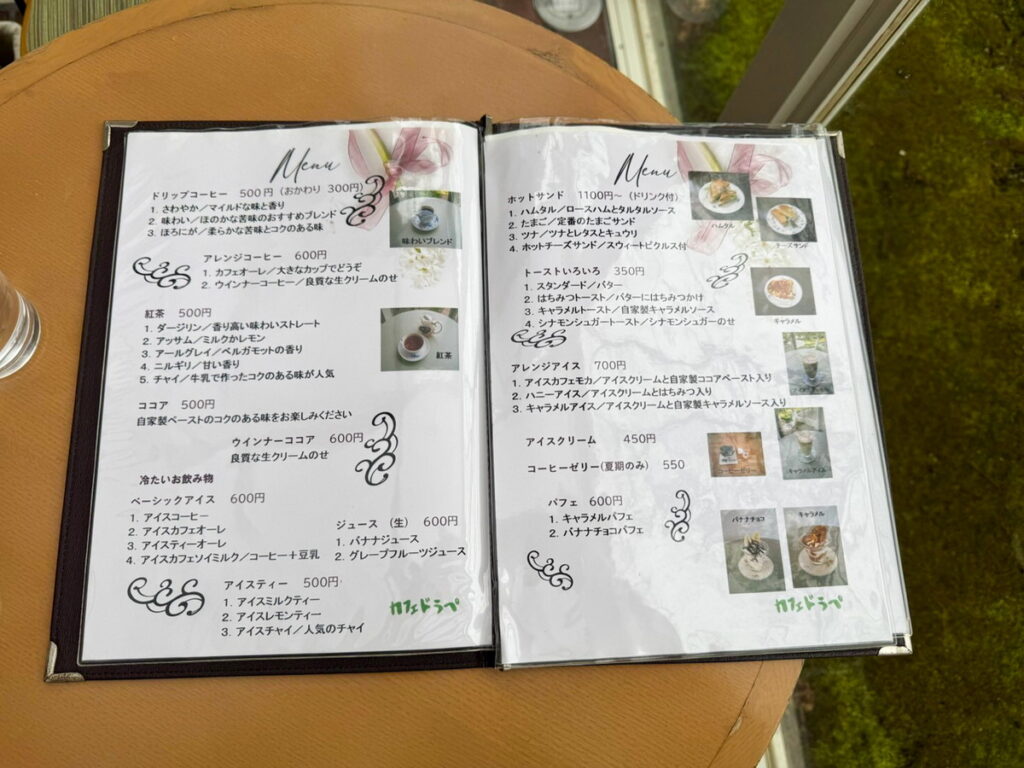 Menu
ドリップコーヒー 500円(おかわり 300円)
1. さわやか/マイルドな味と香り
2. 味わい/ほのかな苦味のおすすめブレンド
3. ほろにが/柔らかな苦味とコクのある味
味わいブレンド
アレンジコーヒー 600円
1. カフェオーレ/大きなカップでどうぞ
2. ウインナーコーヒー/良質な生クリームのせ
紅茶 500円
1. ダージリン/香り高い味わいストレート
2. アッサム/ミルクかレモン
3. アールグレイ/ベルガモットの香り
4. ニルギリ/甘い香り
5. チャイ/牛乳で作ったコクのある味が人気
紅茶
ココア 500円
自家製ペーストのコクのある味をお楽しみください
ウインナーココア 600円
良質な生クリームのせ
冷たいお飲み物
ベーシックアイス 600円
1. アイスコーヒー
2. アイスカフェオーレ
3. アイスティーオーレ
4. アイスカフェソイミルク/コーヒー+豆乳
ジュース (生) 600円
1. バナナジュース
2. グレープフルーツジュース
アイスティー 500円
1. アイスミルクティー
2. アイスレモンティー
3. アイスチャイ/人気のチャイ
カフェドらぺ
Menu
ホットサンド 1100円~(ドリンク付)
1. ハムタル/ロースハムとタルタルソース
2. たまご/定番のたまごサンド
3. ツナ/ツナとレタスとキュウリ
4. ホットチーズサンド/スウィートピクルス付
ハムタル
チーズサンド
トーストいろいろ 350円
1. スタンダード/バター
2. はちみつトースト/バターにはちみつかけ
3. キャラメルトースト/自家製キャラメルソース
4. シナモンシュガートースト/シナモンシュガーのせ
キャラメル
アレンジアイス 700円
1. アイスカフェモカ/アイスクリームと自家製ココアペースト入り
2. ハニーアイス/アイスクリームとはちみつ入り
3. キャラメルアイス/アイスクリームと自家製キャラメルソース入り
アイスクリーム 450円
コーヒーゼリー(夏期のみ) 550
コーヒーゼリー
キャラメルアイス
パフェ 600円
1. キャラメルパフェ
2. バナナチョコパフェ
バナナチョコ
キャラメル
カフェドらぺ